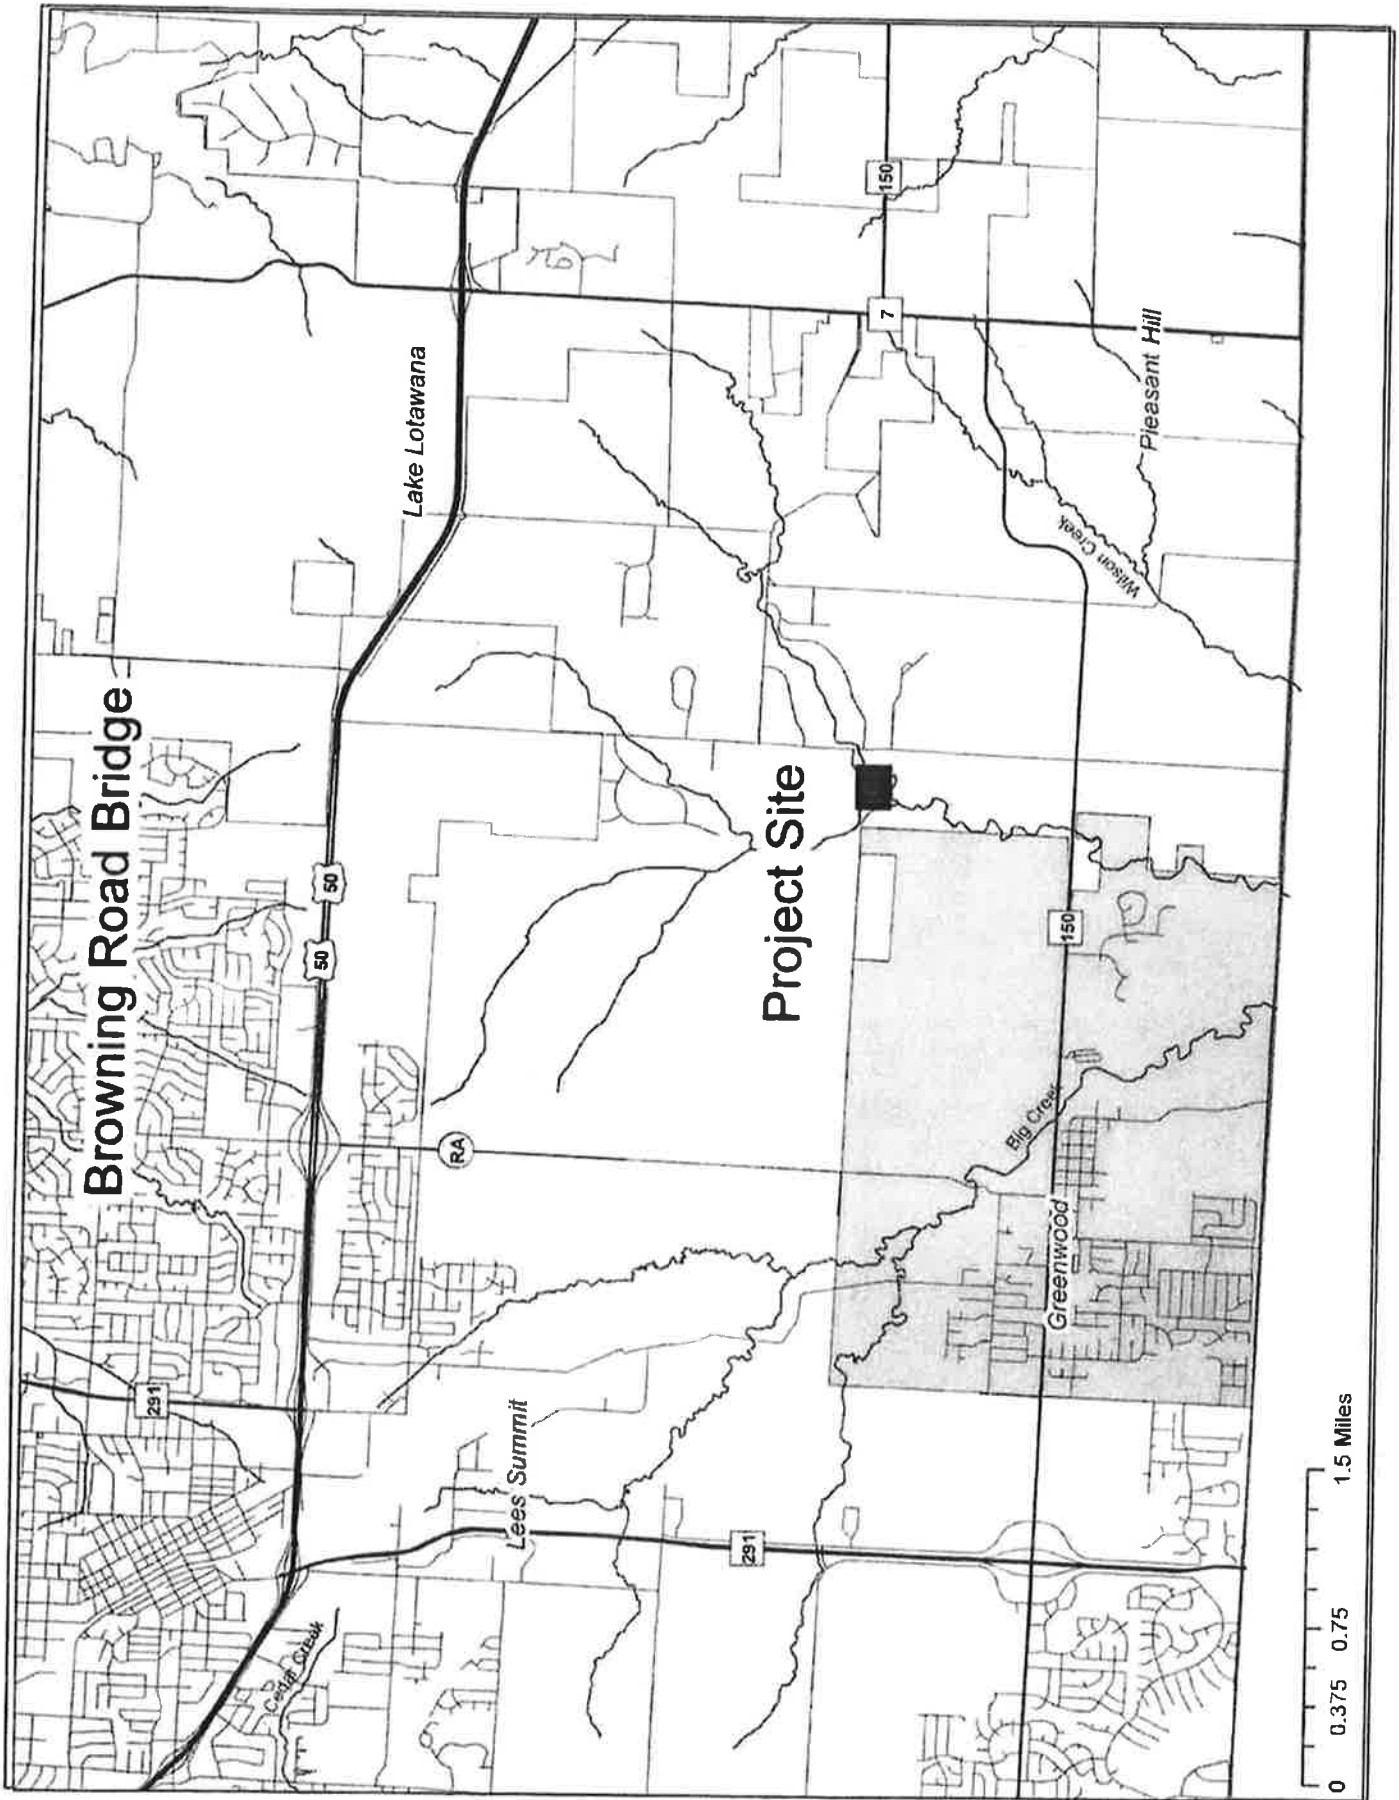 Browning Road Bridge
Lake Lotawana
50
50
291
RA
Cedar Creek
Lees Summit
291
Project Site
7
150
Pleasant Hill
Wilson Creek
150
Big Creek
Greenwood
0 0.375 0.75 1.5 Miles